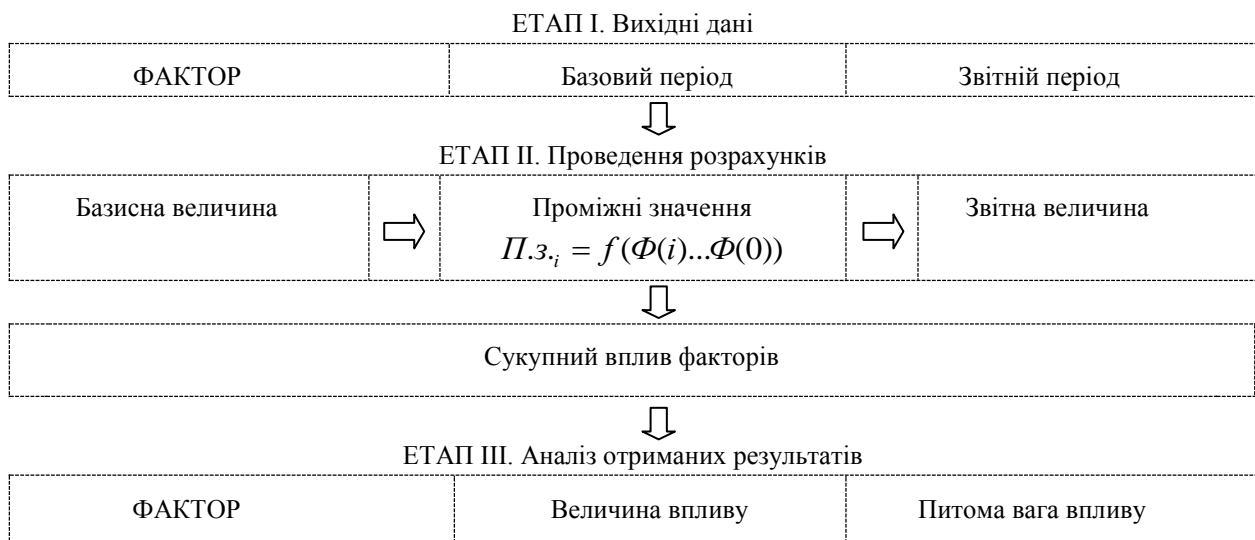 ЕТАП І. Вихідні дані
ФАКТОР Базовий період Звітній період
ЕТАП ІІ. Проведення розрахунків
Базисна величина Проміжні значення Звітна величина
П.з.ᵢ = f(Ф(i)...Ф(0))
Сукупний вплив факторів
ЕТАП ІІІ. Аналіз отриманих результатів
ФАКТОР Величина впливу Питома вага впливу